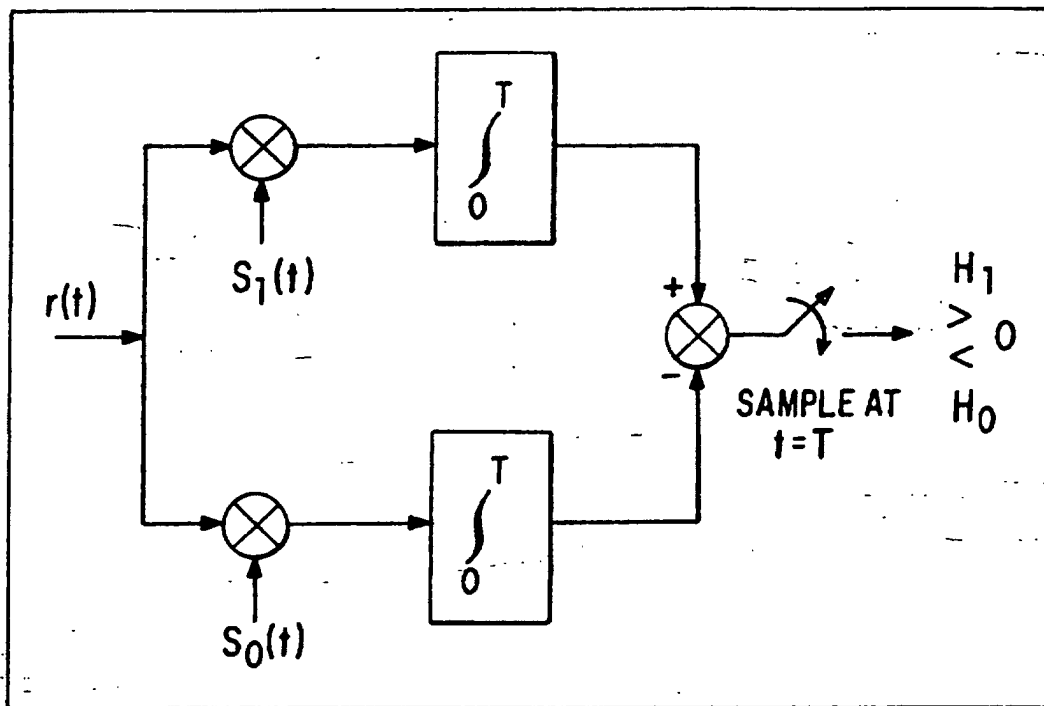 T
∫
0
S1(t)
r(t)
+
−
H1
>
0
<
H0
SAMPLE AT
t=T
T
∫
0
S0(t)